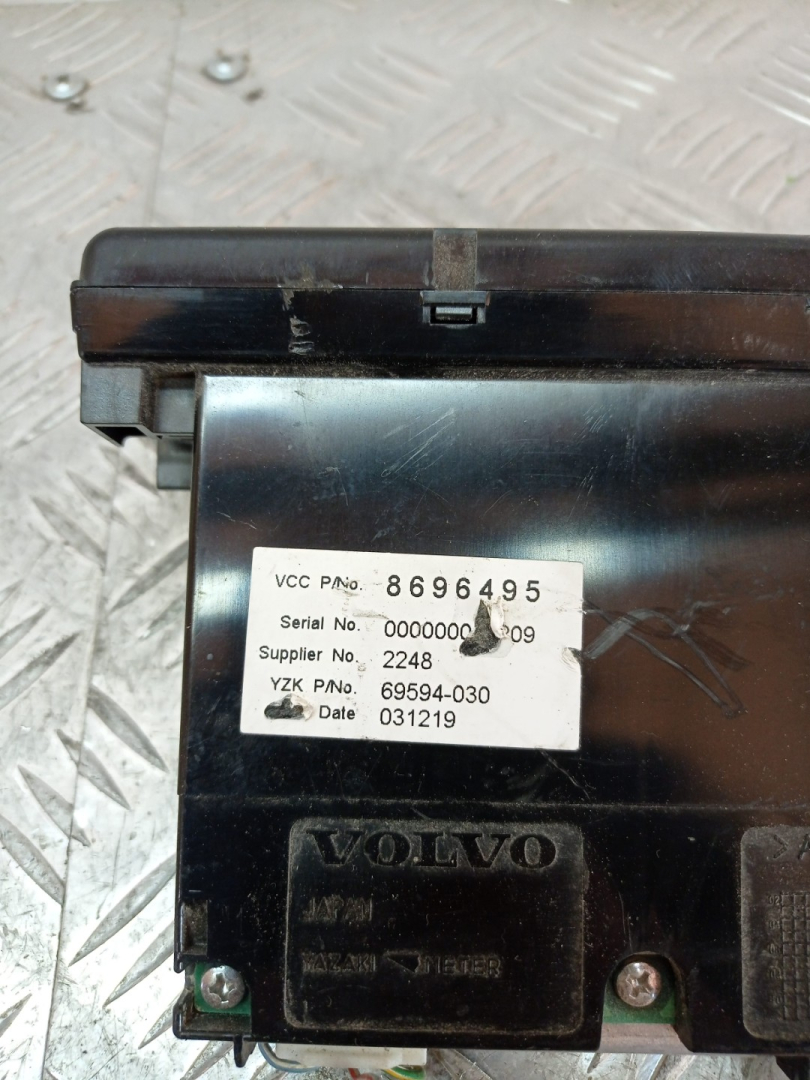 VCC P/No. 8696495
Serial No.
Supplier No. 2248
YZK P/No. 69594-030
Date 031219
VOLVO
JAPAN
YAZAKI METER